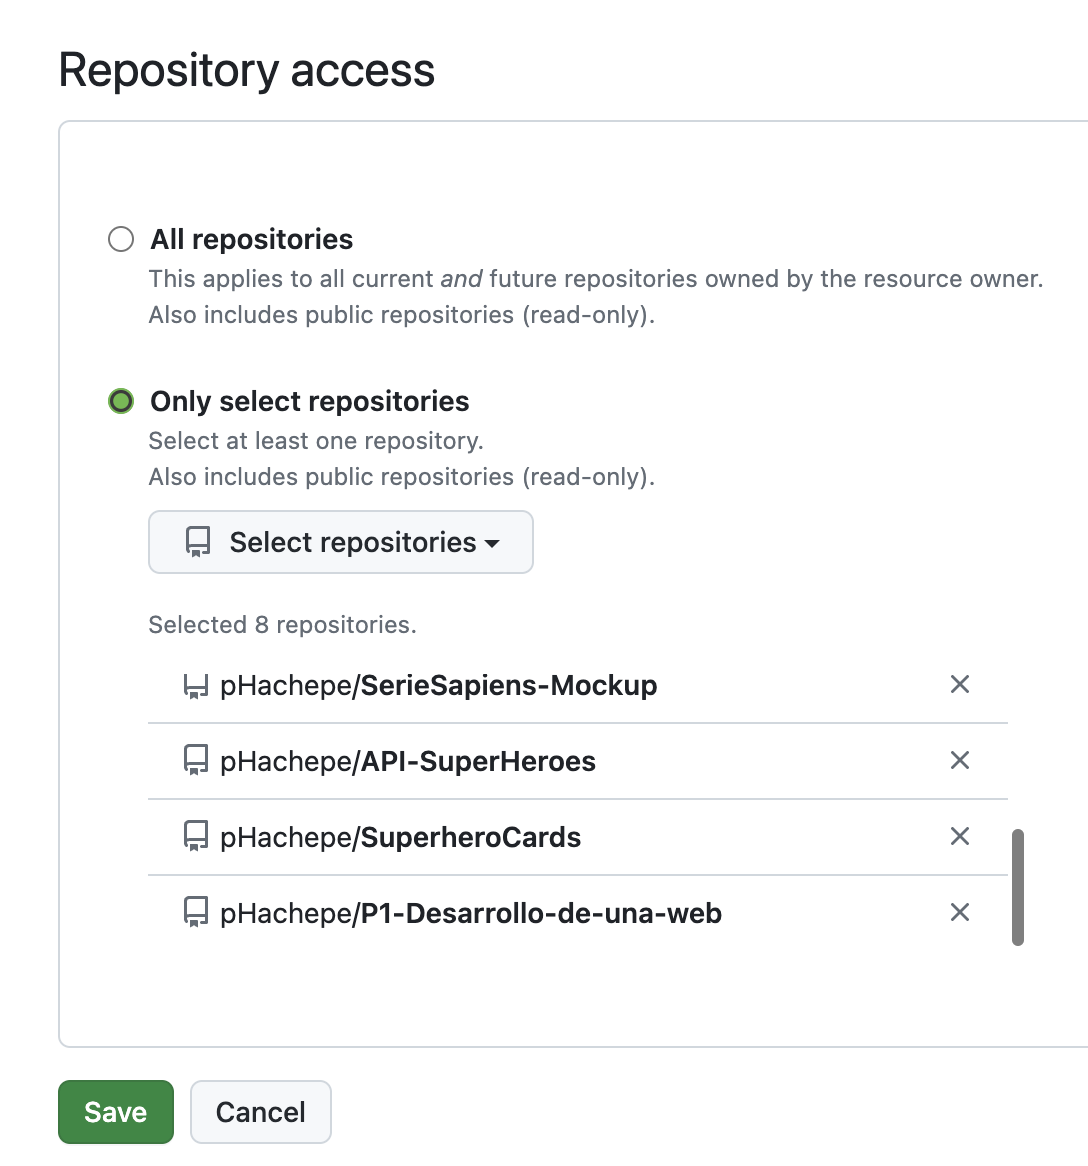 Repository access
All repositories
This applies to all current and future repositories owned by the resource owner.
Also includes public repositories (read-only).
Only select repositories
Select at least one repository.
Also includes public repositories (read-only).
Select repositories
Selected 8 repositories.
pHachepe/SerieSapiens-Mockup
pHachepe/API-SuperHeroes
pHachepe/SuperheroCards
pHachepe/P1-Desarrollo-de-una-web
Save Cancel